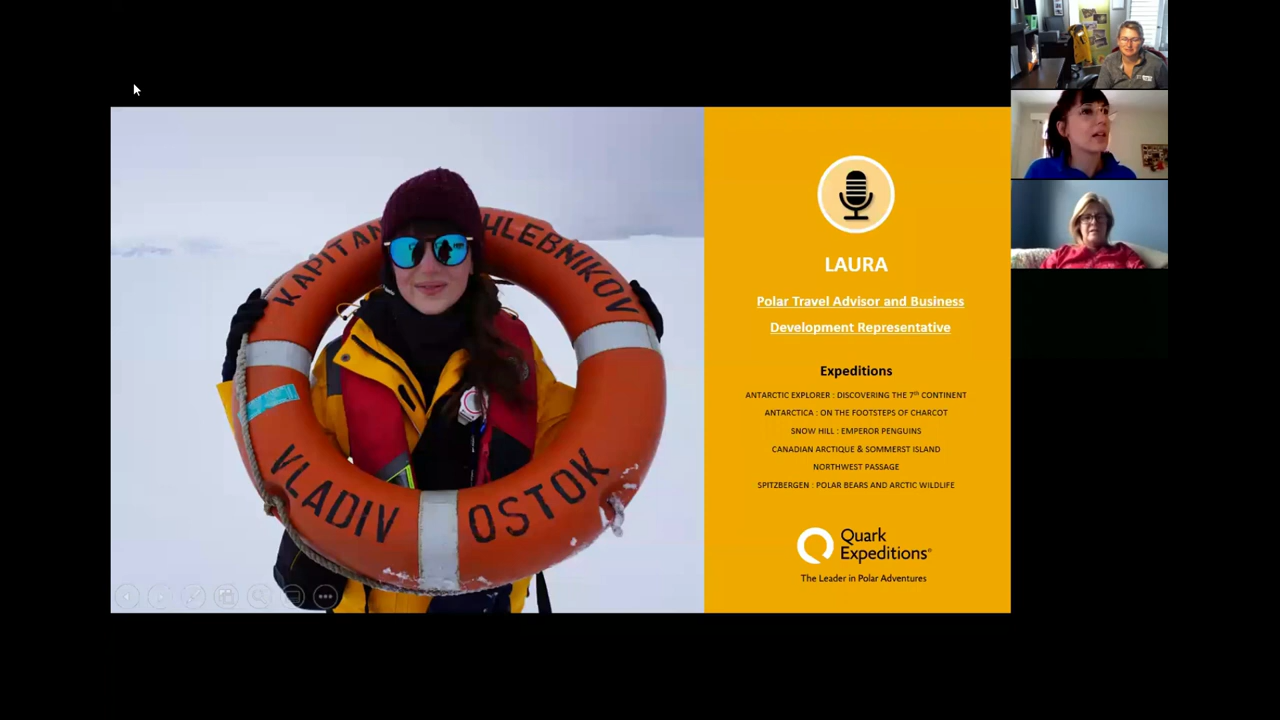 KAPITAN
HLEBNIKOV
VLADIV
OSTOK
LAURA
Polar Travel Advisor and Business
Development Representative
Expeditions
ANTARCTIC EXPLORER : DISCOVERING THE 7th CONTINENT
ANTARCTICA : ON THE FOOTSTEPS OF CHARCOT
SNOW HILL : EMPEROR PENGUINS
CANADIAN ARCTIQUE & SOMMERST ISLAND
NORTHWEST PASSAGE
SPITZBERGEN : POLAR BEARS AND ARCTIC WILDLIFE
Quark
Expeditions®
The Leader in Polar Adventures